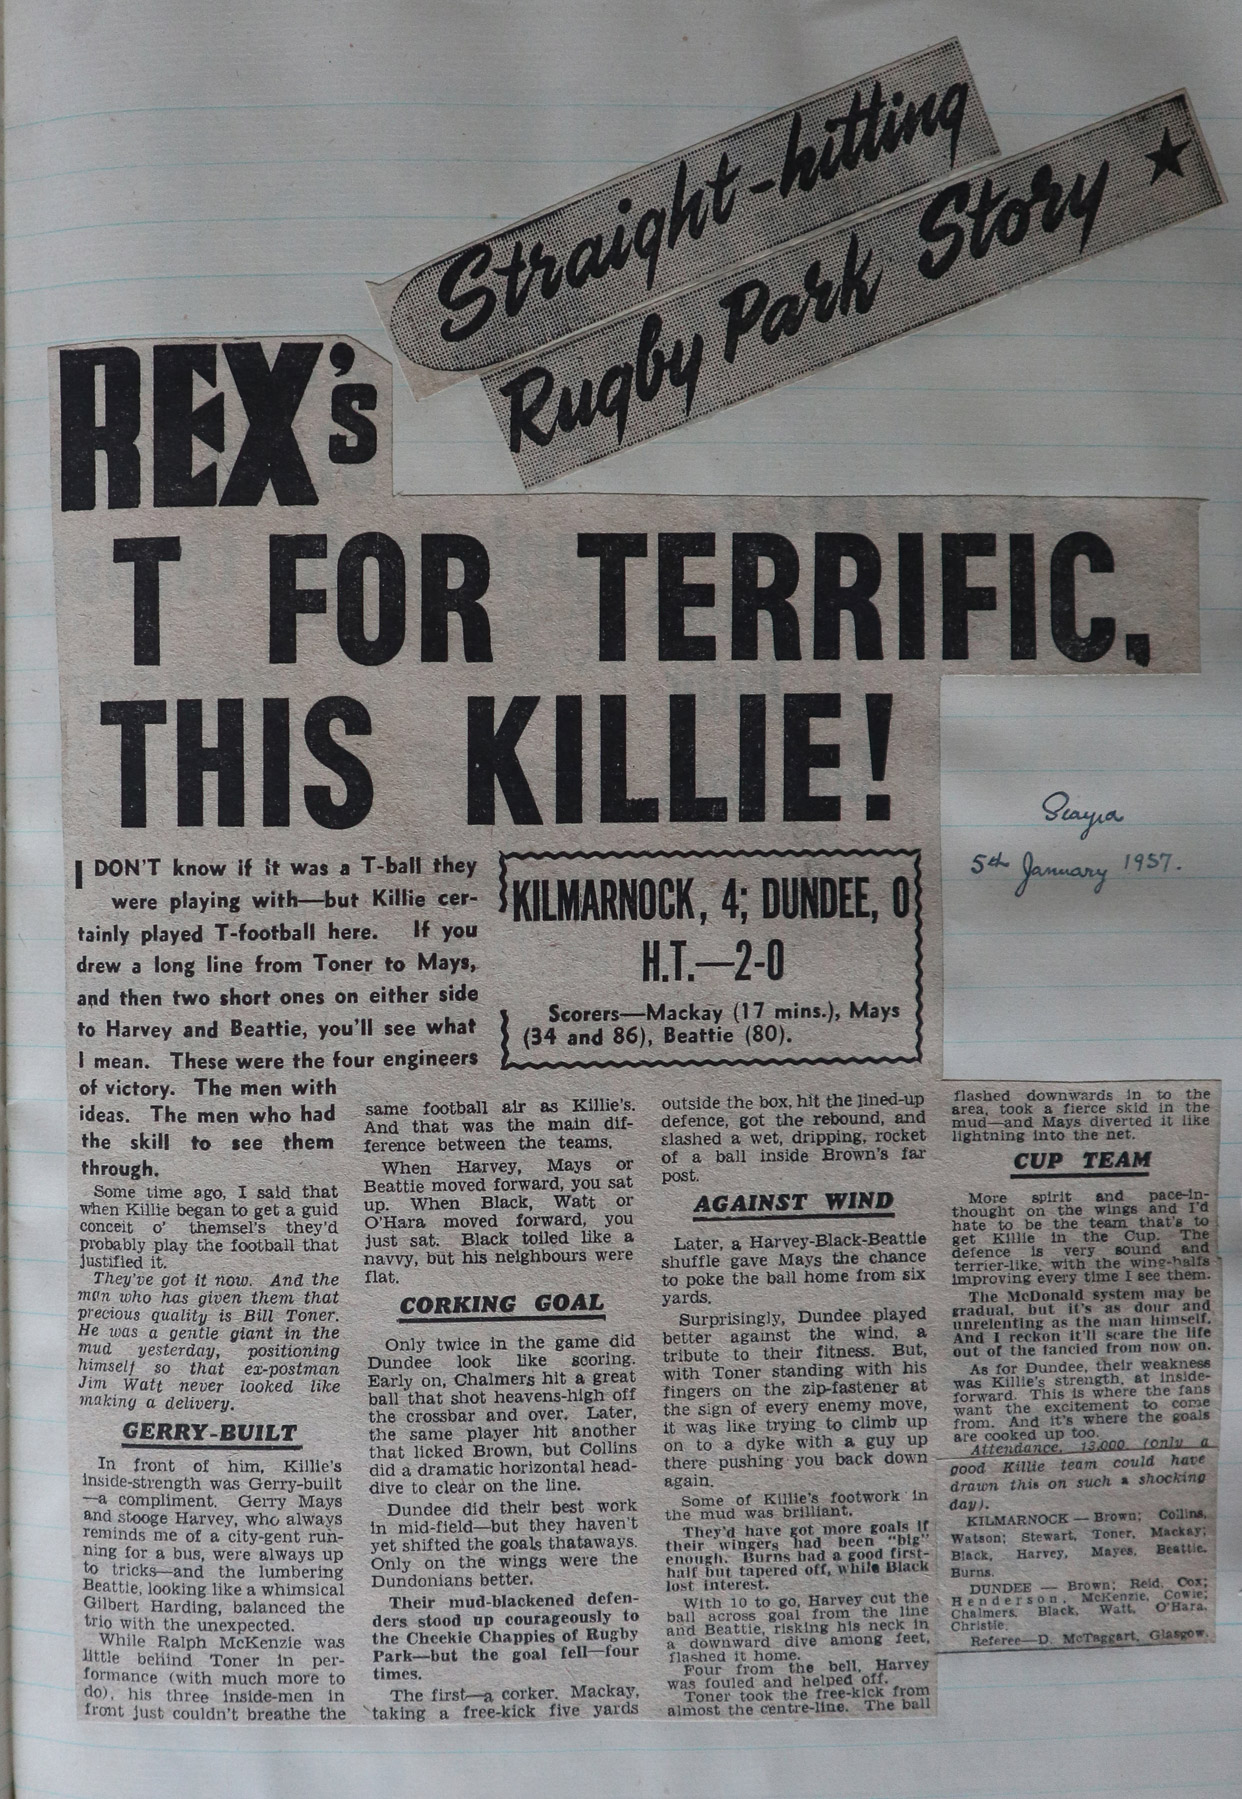 Straight-hitting
Rugby Park Story
REX's
T FOR TERRIFIC,
THIS KILLIE!
5th January 1957.
I DON'T know if it was a T-ball they
were playing with—but Killie cer-
tainly played T-football here. If you
drew a long line from Toner to Mays,
and then two short ones on either side
to Harvey and Beattie, you'll see what
I mean. These were the four engineers
of victory. The men with
ideas. The men who had
the skill to see them
through.
KILMARNOCK, 4; DUNDEE, 0
H.T.—2-0
Scorers—Mackay (17 mins.), Mays
(34 and 86), Beattie (80).
Some time ago, I said that
when Killie began to get a guid
conceit o' themsel's they'd
probably play the football that
justified it.
They've got it now. And the
man who has given them that
precious quality is Bill Toner.
He was a gentle giant in the
mud yesterday, positioning
himself so that ex-postman
Jim Watt never looked like
making a delivery.
GERRY-BUILT
In front of him, Killie's
inside-strength was Gerry-built
—a compliment. Gerry Mays
and stooge Harvey, who always
reminds me of a city-gent run-
ning for a bus, were always up
to tricks—and the lumbering
Beattie, looking like a whimsical
Gilbert Harding, balanced the
trio with the unexpected.
While Ralph McKenzie was
little behind Toner in per-
formance (with much more to
do), his three inside-men in
front just couldn't breathe the
same football air as Killie's.
And that was the main dif-
ference between the teams.
When Harvey, Mays or
Beattie moved forward, you sat
up. When Black, Watt or
O'Hara moved forward, you
just sat. Black toiled like a
navvy, but his neighbours were
flat.
CORKING GOAL
Only twice in the game did
Dundee look like scoring.
Early on, Chalmers hit a great
ball that shot heavens-high off
the crossbar and over. Later,
the same player hit another
that licked Brown, but Collins
did a dramatic horizontal head-
dive to clear on the line.
Dundee did their best work
in mid-field—but they haven't
yet shifted the goals thataways.
Only on the wings were the
Dundonians better.
Their mud-blackened defen-
ders stood up courageously to
the Cheekie Chappies of Rugby
Park—but the goal fell—four
times.
The first—a corker. Mackay,
taking a free-kick five yards
outside the box, hit the lined-up
defence, got the rebound, and
slashed a wet, dripping, rocket
of a ball inside Brown's far
post.
AGAINST WIND
Later, a Harvey-Black-Beattie
shuffle gave Mays the chance
to poke the ball home from six
yards.
Surprisingly, Dundee played
better against the wind, a
tribute to their fitness. But,
with Toner standing with his
fingers on the zip-fastener at
the sign of every enemy move,
it was like trying to climb up
on to a dyke with a guy up
there pushing you back down
again.
Some of Killie's footwork in
the mud was brilliant.
They'd have got more goals if
their wingers had been "big"
enough. Burns had a good first-
half but tapered off, while Black
lost interest.
With 10 to go, Harvey cut the
ball across goal from the line
and Beattie, risking his neck in
a downward dive among feet,
flashed it home.
Four from the bell, Harvey
was fouled and helped off.
Toner took the free-kick from
almost the centre-line. The ball
flashed downwards in to the
area, took a fierce skid in the
mud—and Mays diverted it like
lightning into the net.
CUP TEAM
More spirit and pace-in-
thought on the wings and I'd
hate to be the team that's to
get Killie in the Cup. The
defence is very sound and
terrier-like, with the wing-halfs
improving every time I see them.
The McDonald system may be
gradual, but it's as dour and
unrelenting as the man himself.
And I reckon it'll scare the life
out of the fancied from now on.
As for Dundee, their weakness
was Killie's strength, at inside-
forward. This is where the fans
want the excitement to come
from. And it's where the goals
are cooked up too.
Attendance, 13,000 (only a
good Killie team could have
drawn this on such a shocking
day).
KILMARNOCK — Brown; Collins,
Watson; Stewart, Toner, Mackay;
Black, Harvey, Mayes, Beattie,
Burns.
DUNDEE — Brown; Reid, Cox;
Henderson, McKenzie, Cowie;
Chalmers, Black, Watt, O'Hara,
Christie.
Referee—D. McTaggart, Glasgow.